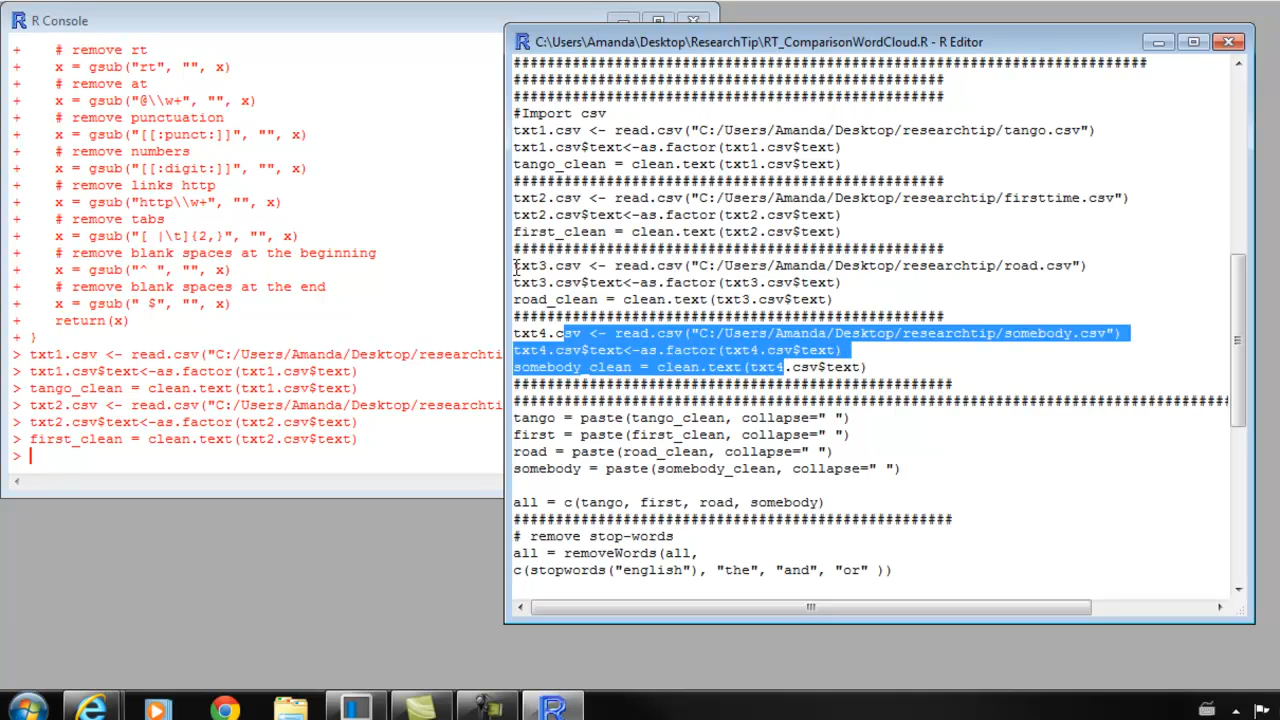 R Console
+     # remove rt
+     x = gsub("rt", "", x)
+     # remove at
+     x = gsub("@\\w+", "", x)
+     # remove punctuation
+     x = gsub("[[:punct:]]", "", x)
+     # remove numbers
+     x = gsub("[[:digit:]]", "", x)
+     # remove links http
+     x = gsub("http\\w+", "", x)
+     # remove tabs
+     x = gsub("[ |\t]{2,}", "", x)
+     # remove blank spaces at the beginning
+     x = gsub("^ ", "", x)
+     # remove blank spaces at the end
+     x = gsub(" $", "", x)
+     return(x)
+ }
> txt1.csv <- read.csv("C:/Users/Amanda/Desktop/researchti
> txt1.csv$text<-as.factor(txt1.csv$text)
> tango_clean = clean.text(txt1.csv$text)
> txt2.csv <- read.csv("C:/Users/Amanda/Desktop/researchti
> txt2.csv$text<-as.factor(txt2.csv$text)
> first_clean = clean.text(txt2.csv$text)
>
C:\Users\Amanda\Desktop\ResearchTip\RT_ComparisonWordCloud.R - R Editor
###########################################################################
###################################################
###################################################
#Import csv
txt1.csv <- read.csv("C:/Users/Amanda/Desktop/researchtip/tango.csv")
txt1.csv$text<-as.factor(txt1.csv$text)
tango_clean = clean.text(txt1.csv$text)
###################################################
txt2.csv <- read.csv("C:/Users/Amanda/Desktop/researchtip/firsttime.csv")
txt2.csv$text<-as.factor(txt2.csv$text)
first_clean = clean.text(txt2.csv$text)
###################################################
txt3.csv <- read.csv("C:/Users/Amanda/Desktop/researchtip/road.csv")
txt3.csv$text<-as.factor(txt3.csv$text)
road_clean = clean.text(txt3.csv$text)
###################################################
txt4.csv <- read.csv("C:/Users/Amanda/Desktop/researchtip/somebody.csv")
txt4.csv$text<-as.factor(txt4.csv$text)
somebody_clean = clean.text(txt4.csv$text)
####################################################
#####################################################################################
tango = paste(tango_clean, collapse=" ")
first = paste(first_clean, collapse=" ")
road = paste(road_clean, collapse=" ")
somebody = paste(somebody_clean, collapse=" ")
all = c(tango, first, road, somebody)
####################################################
# remove stop-words
all = removeWords(all,
c(stopwords("english"), "the", "and", "or" ))